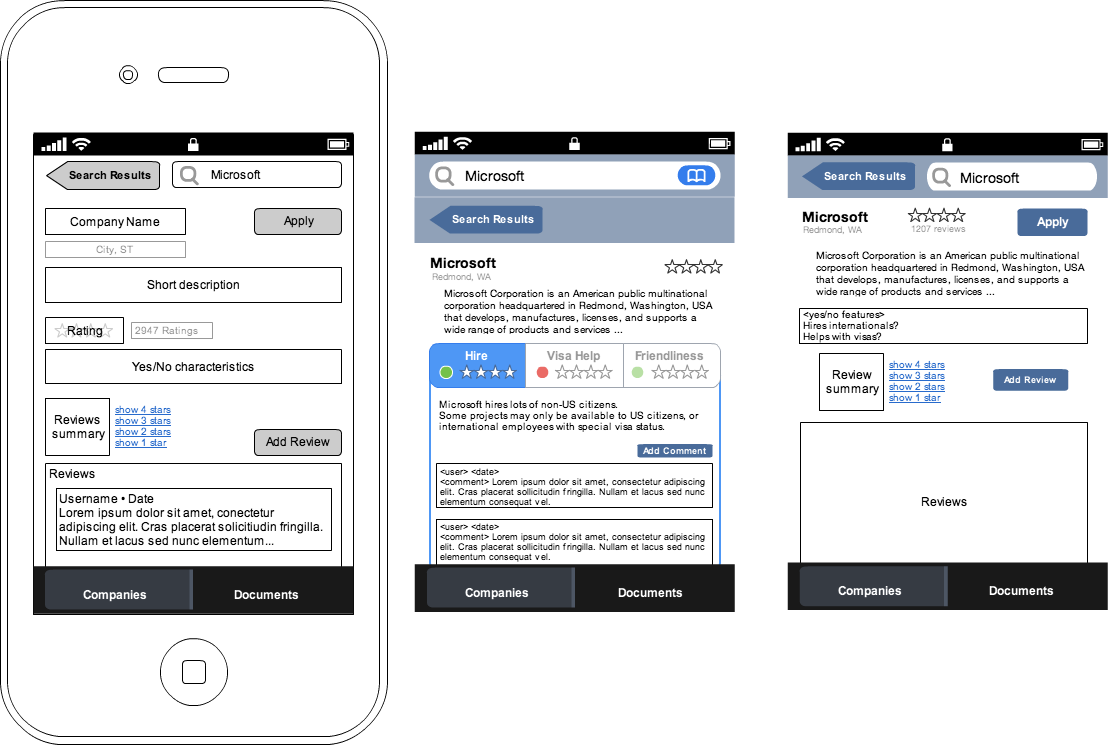 Search Results
Microsoft
Company Name
Apply
City, ST
Short description
Rating
2947 Ratings
Yes/No characteristics
Reviews
summary
show 4 stars
show 3 stars
show 2 stars
show 1 star
Add Review
Reviews
Username • Date
Lorem ipsum dolor sit amet, conectetur
adipiscing elit. Cras placerat solicitiudin fringilla.
Nullam et lacus sed nunc elementum...
Companies
Documents
Microsoft
Search Results
Microsoft
Redmond, WA
Microsoft Corporation is an American public multinational
corporation headquartered in Redmond, Washington, USA
that develops, manufactures, licenses, and supports a
wide range of products and services ...
Hire
Visa Help
Friendliness
Microsoft hires lots of non-US citizens.
Some projects may only be available to US citizens, or
international employees with special visa status.
Add Comment
<user> <date>
<comment> Lorem ipsum dolor sit amet, consectetur adipiscing
elit. Cras placerat sollicitudin fringilla. Nullam et lacus sed nunc
elementum consequat vel.
<user> <date>
<comment> Lorem ipsum dolor sit amet, consectetur adipiscing
elit. Cras placerat sollicitudin fringilla. Nullam et lacus sed nunc
elementum consequat vel.
Companies
Documents
Search Results
Microsoft
Microsoft
Redmond, WA
1207 reviews
Apply
Microsoft Corporation is an American public multinational
corporation headquartered in Redmond, Washington, USA
that develops, manufactures, licenses, and supports a
wide range of products and services ...
<yes/no features>
Hires internationals?
Helps with visas?
Review
summary
show 4 stars
show 3 stars
show 2 stars
show 1 star
Add Review
Reviews
Companies
Documents